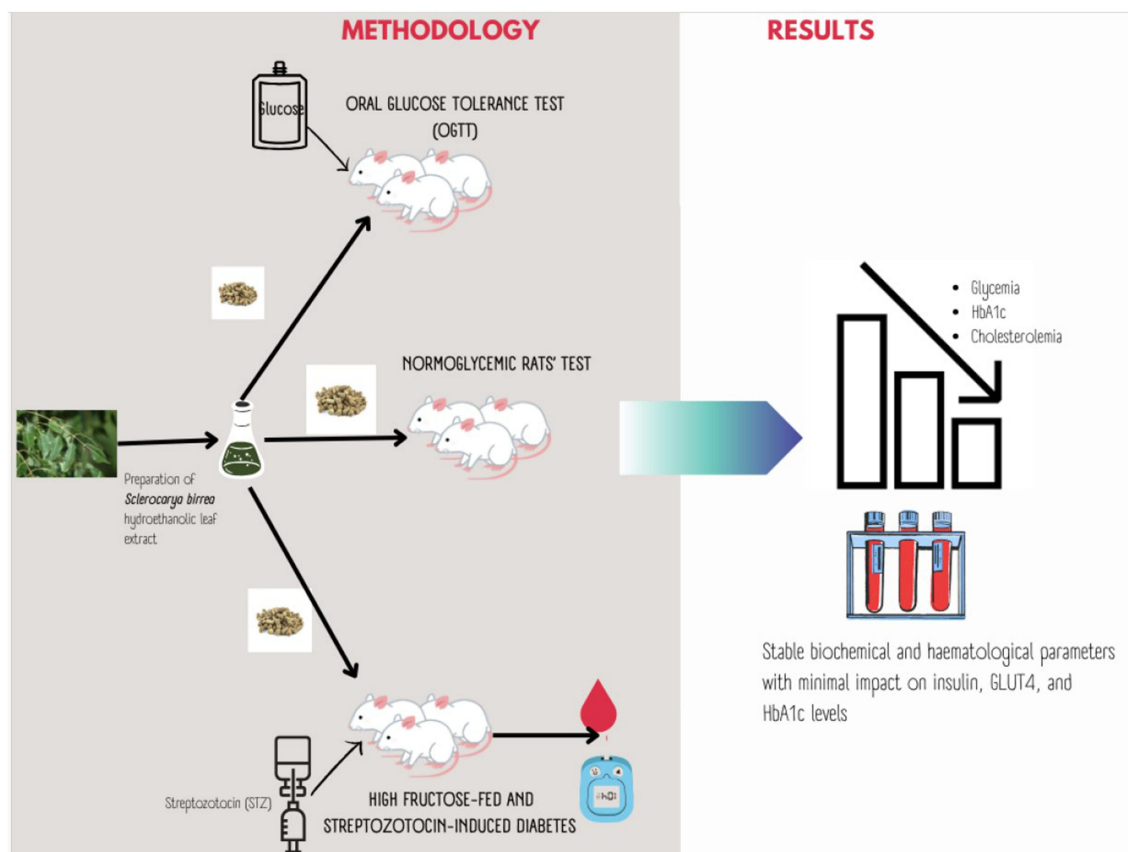 METHODOLOGY
RESULTS
Glucose
ORAL GLUCOSE TOLERANCE TEST
(OGTT)
• Glycemia
• HbA1c
• Cholesterolemia
NORMOGLYCEMIC RATS' TEST
Preparation of
Sclerocarya birrea
hydroethanolic leaf
extract
Stable biochemical and haematological parameters
with minimal impact on insulin, GLUT4, and
HbA1c levels
Streptozotocin (STZ)
HIGH FRUCTOSE-FED AND
STREPTOZOTOCIN-INDUCED DIABETES